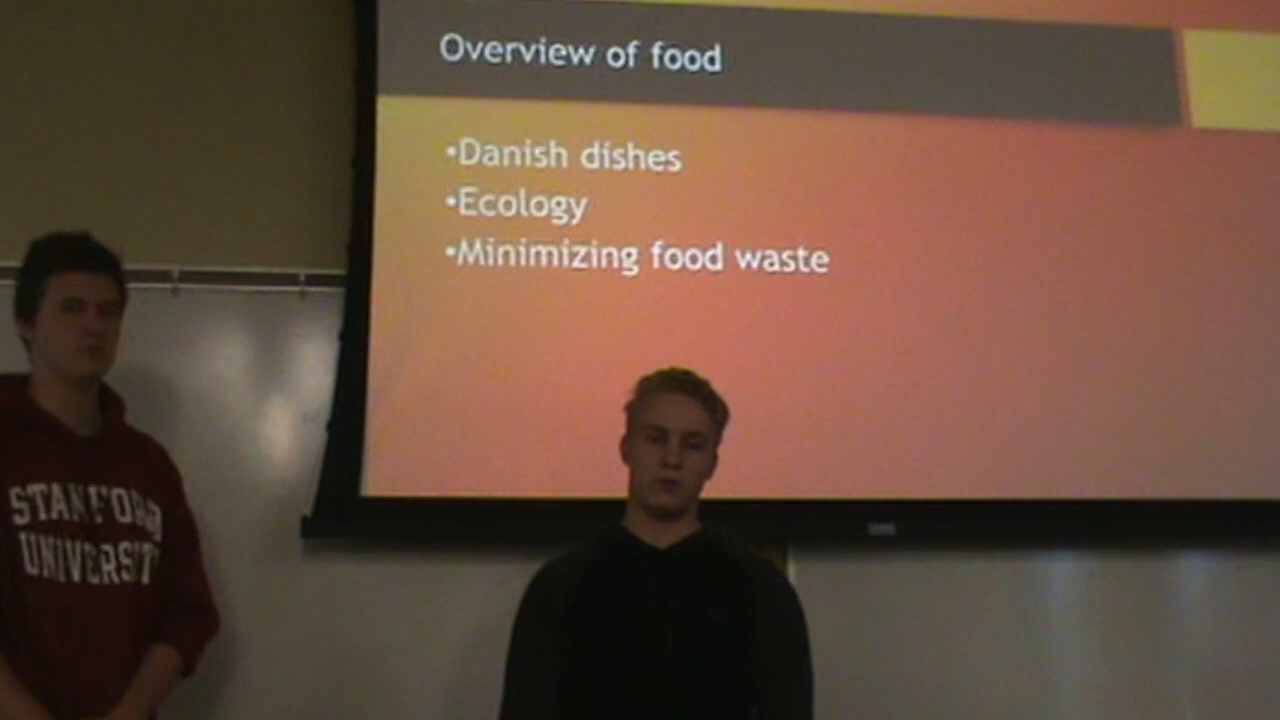 Overview of food
•Danish dishes
•Ecology
•Minimizing food waste
STANFORD
UNIVERSITY